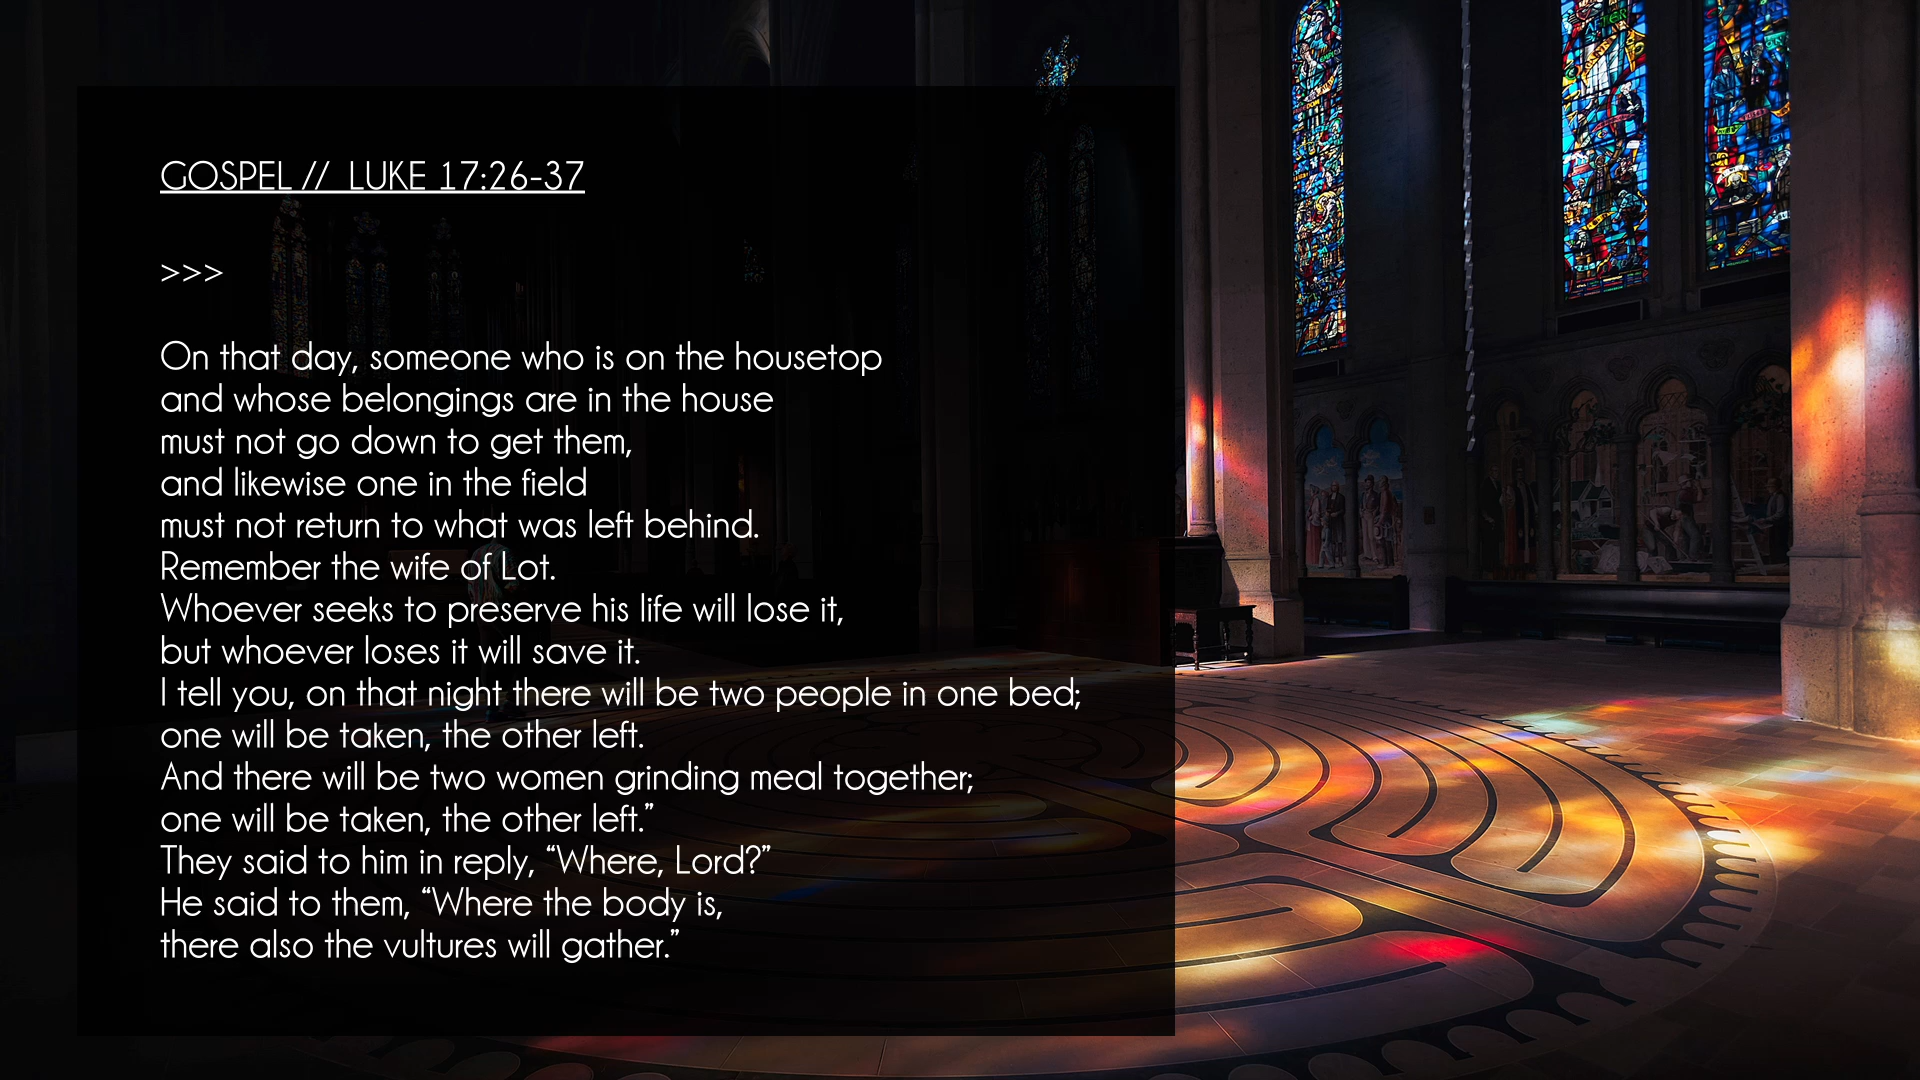 GOSPEL // LUKE 17:26-37
>>>
On that day, someone who is on the housetop
and whose belongings are in the house
must not go down to get them,
and likewise one in the field
must not return to what was left behind.
Remember the wife of Lot.
Whoever seeks to preserve his life will lose it,
but whoever loses it will save it.
I tell you, on that night there will be two people in one bed;
one will be taken, the other left.
And there will be two women grinding meal together;
one will be taken, the other left.”
They said to him in reply, “Where, Lord?”
He said to them, “Where the body is,
there also the vultures will gather.”